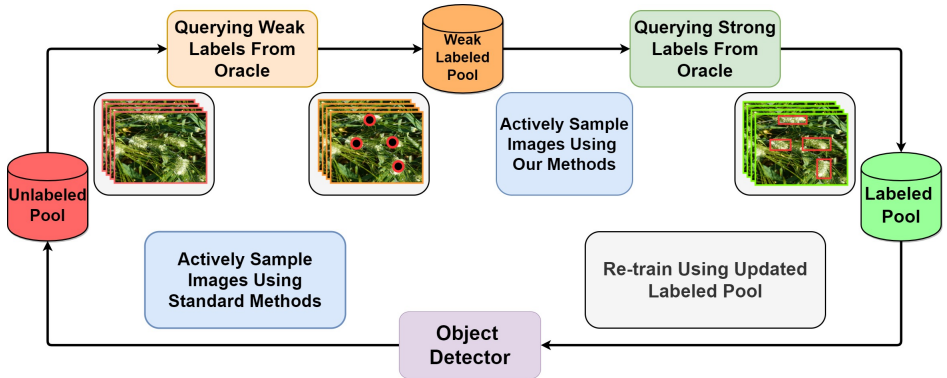 Querying Weak
Labels From
Oracle
Weak
Labeled
Pool
Querying Strong
Labels From
Oracle
Actively Sample
Images Using
Our Methods
Unlabeled
Pool
Labeled
Pool
Actively Sample
Images Using
Standard Methods
Re-train Using Updated
Labeled Pool
Object
Detector